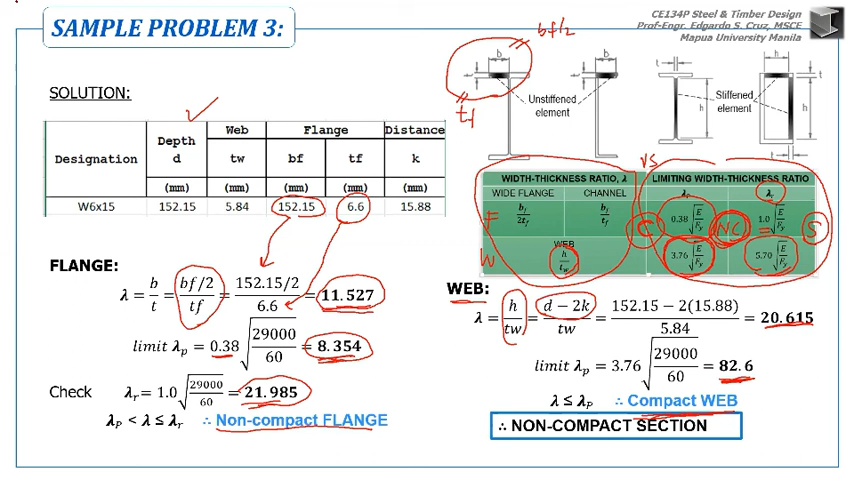 SAMPLE PROBLEM 3:
CE134P Steel & Timber Design
Prof-Engr. Edgardo S. Cruz, MSCE
Mapua University Manila
SOLUTION:
Designation Depth d (mm) Web tw (mm) Flange bf (mm) tf (mm) Distance k (mm)
W6x15 152.15 5.84 152.15 6.6 15.88
bf/2
tf
b b
t t
Unstiffened element
Stiffened element
h h
t t
VS
WIDTH-THICKNESS RATIO, λ LIMITING WIDTH-THICKNESS RATIO
WIDE FLANGE CHANNEL λp λr
F bf/2tf bf/tf C 0.38√(E/Fy) NC 1.0√(E/Fy) S
W WEB h/tw 3.76√(E/Fy) 5.70√(E/Fy)
FLANGE:
λ = b/t = (bf/2)/tf = (152.15/2)/6.6 = 11.527
limit λp = 0.38 √(29000/60) = 8.354
Check λr = 1.0 √(29000/60) = 21.985
λP < λ ≤ λr ∴ Non-compact FLANGE
WEB:
λ = h/tw = (d − 2k)/tw = (152.15 − 2(15.88))/5.84 = 20.615
limit λp = 3.76 √(29000/60) = 82.6
λ ≤ λP ∴ Compact WEB
∴ NON-COMPACT SECTION